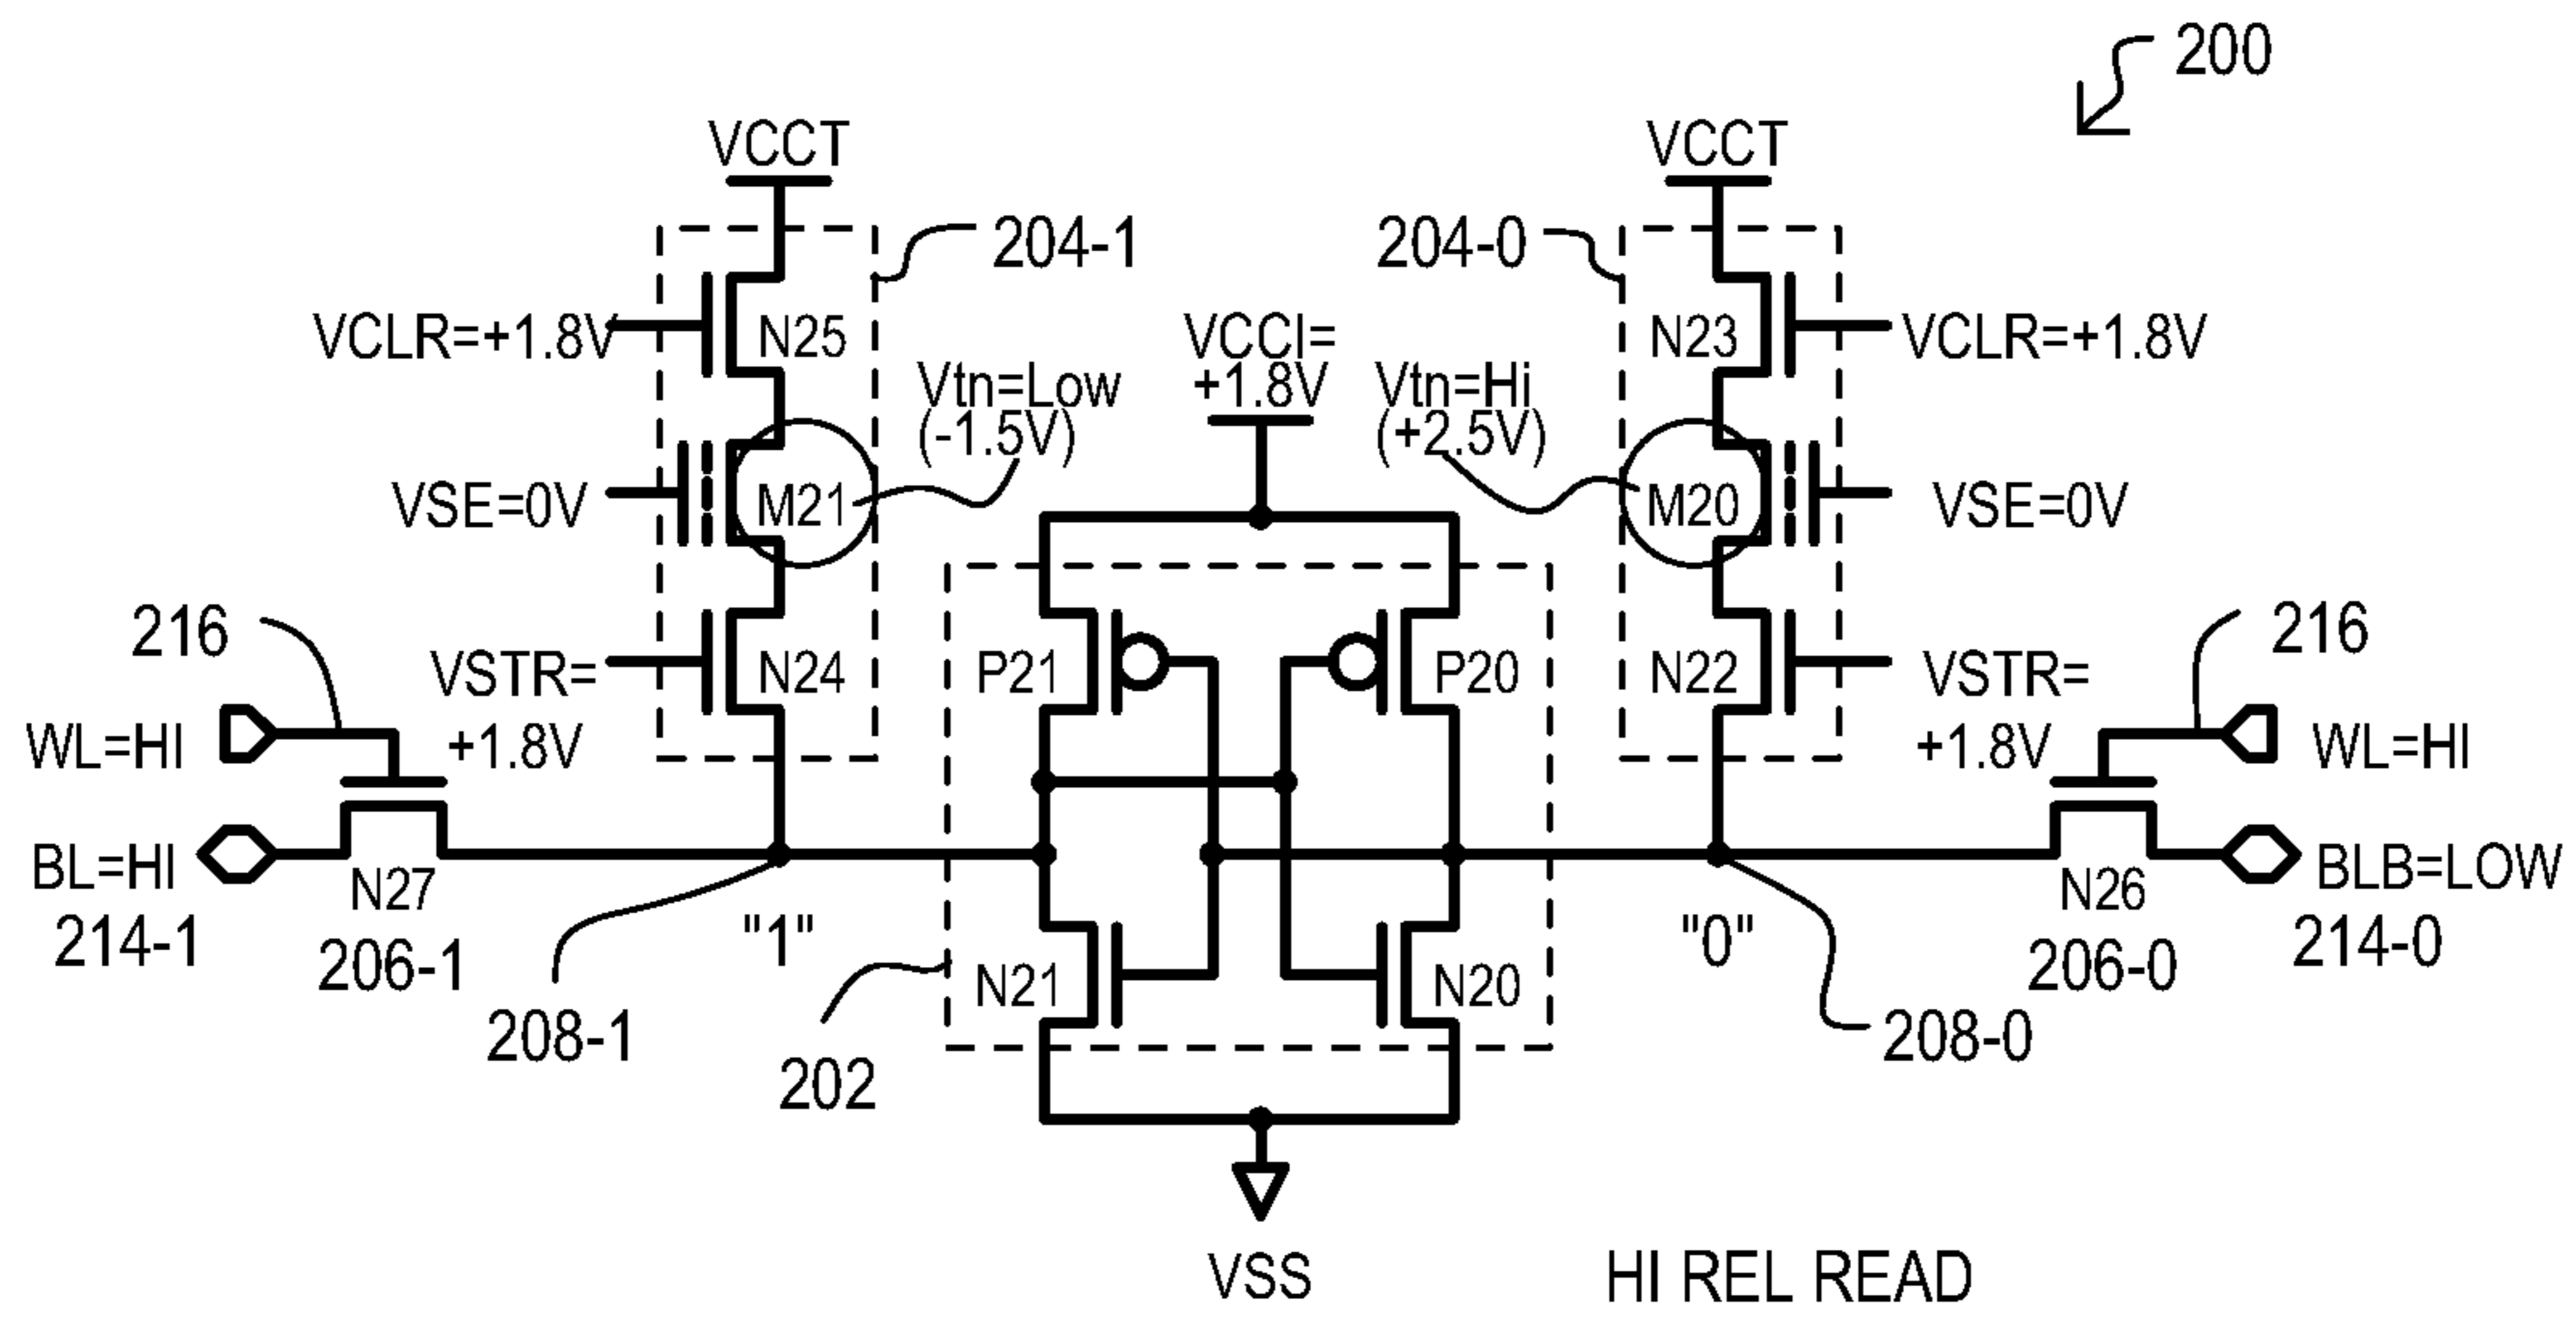 200
VCCT
VCCT
204-1
204-0
VCLR=+1.8V
N25
VCCI=
+1.8V
N23
VCLR=+1.8V
Vtn=Low
(-1.5V)
Vtn=Hi
(+2.5V)
VSE=0V
M21
M20
VSE=0V
216
VSTR=
+1.8V
N24
P21
P20
N22
VSTR=
+1.8V
216
WL=HI
WL=HI
BL=HI
214-1
N27
206-1
"1"
208-1
202
N21
N20
"0"
208-0
N26
206-0
BLB=LOW
214-0
VSS
HI REL READ